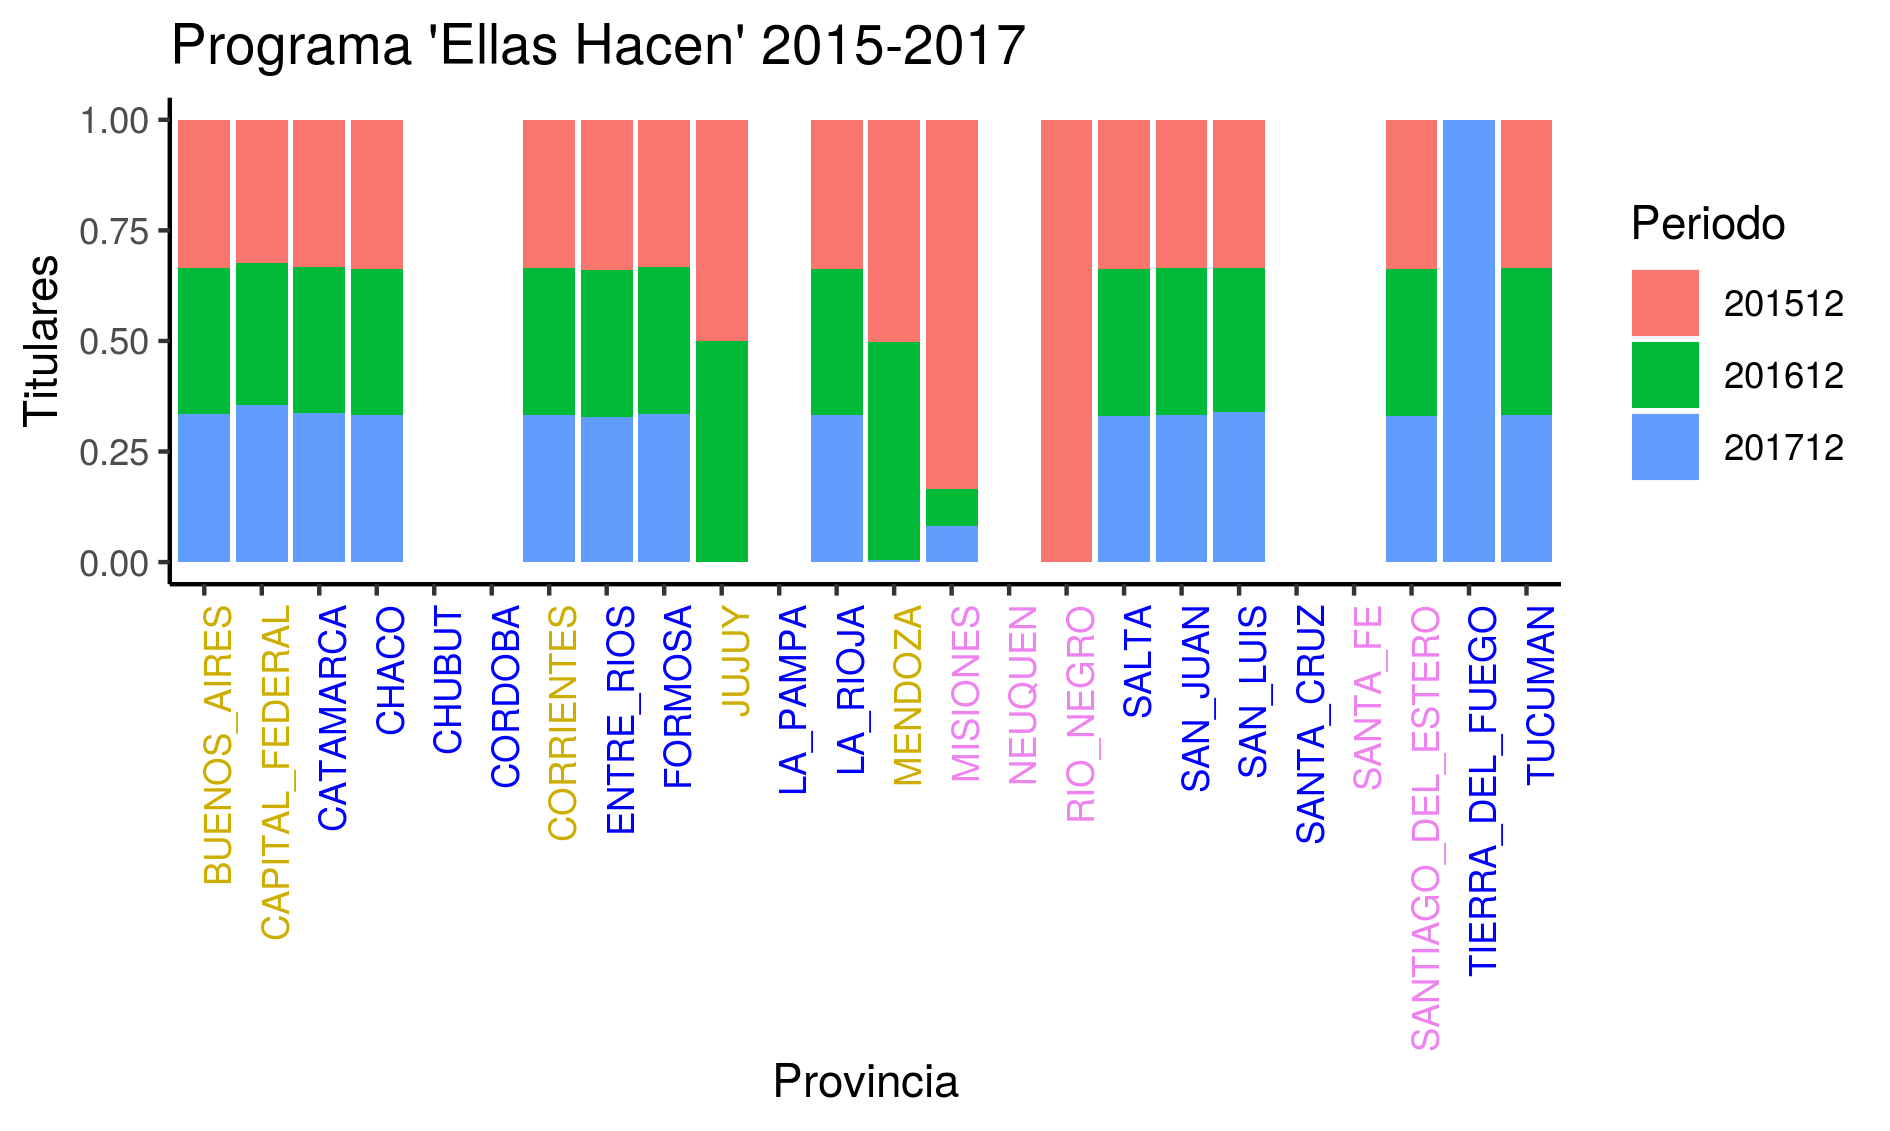 Programa 'Ellas Hacen' 2015-2017
Titulares
1.00
0.75
0.50
0.25
0.00
BUENOS_AIRES
CAPITAL_FEDERAL
CATAMARCA
CHACO
CHUBUT
CORDOBA
CORRIENTES
ENTRE_RIOS
FORMOSA
JUJUY
LA_PAMPA
LA_RIOJA
MENDOZA
MISIONES
NEUQUEN
RIO_NEGRO
SALTA
SAN_JUAN
SAN_LUIS
SANTA_CRUZ
SANTA_FE
SANTIAGO_DEL_ESTERO
TIERRA_DEL_FUEGO
TUCUMAN
Provincia
Periodo
201512
201612
201712